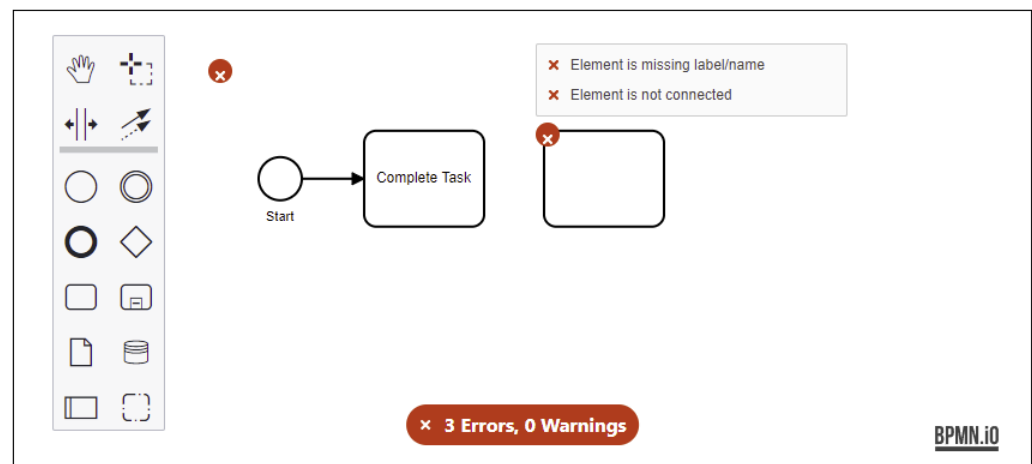 Element is missing label/name
Element is not connected
Complete Task
Start
3 Errors, 0 Warnings
BPMN.iO